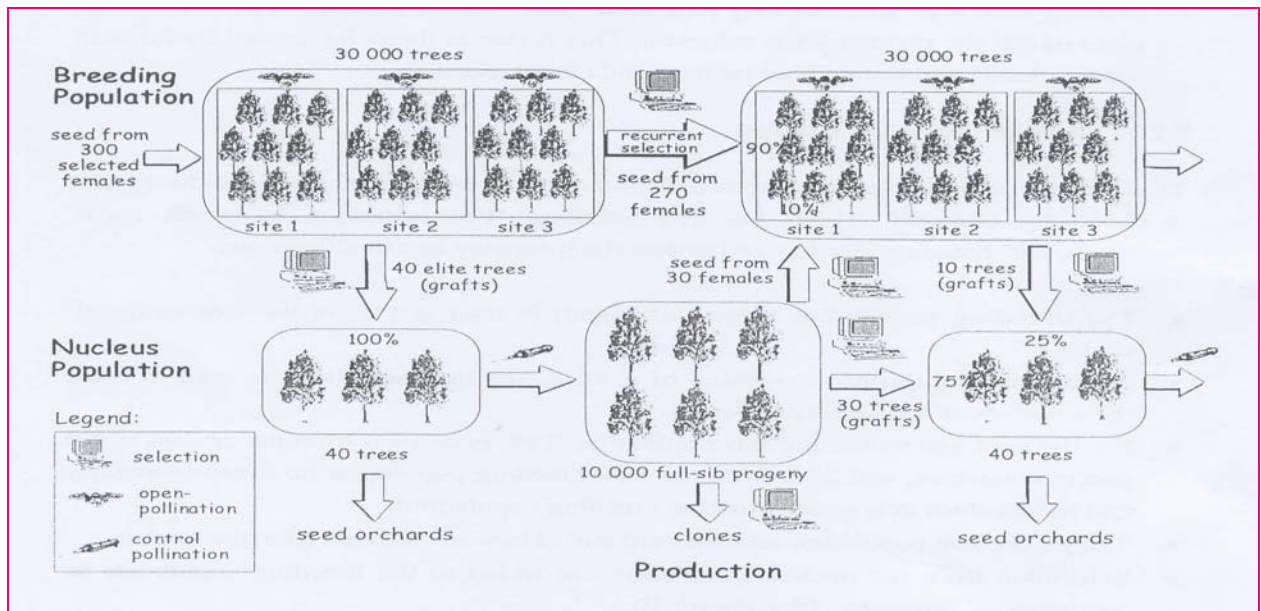 30 000 trees
30 000 trees
Breeding
Population
seed from
300
selected
females
recurrent
selection
seed from
270
females
90%
10%
site 1
site 2
site 3
site 1
site 2
site 3
40 elite trees
(grafts)
seed from
30 females
10 trees
(grafts)
Nucleus
Population
100%
25%
75%
30 trees
(grafts)
Legend:
selection
open-
pollination
control
pollination
40 trees
10 000 full-sib progeny
40 trees
seed orchards
clones
seed orchards
Production